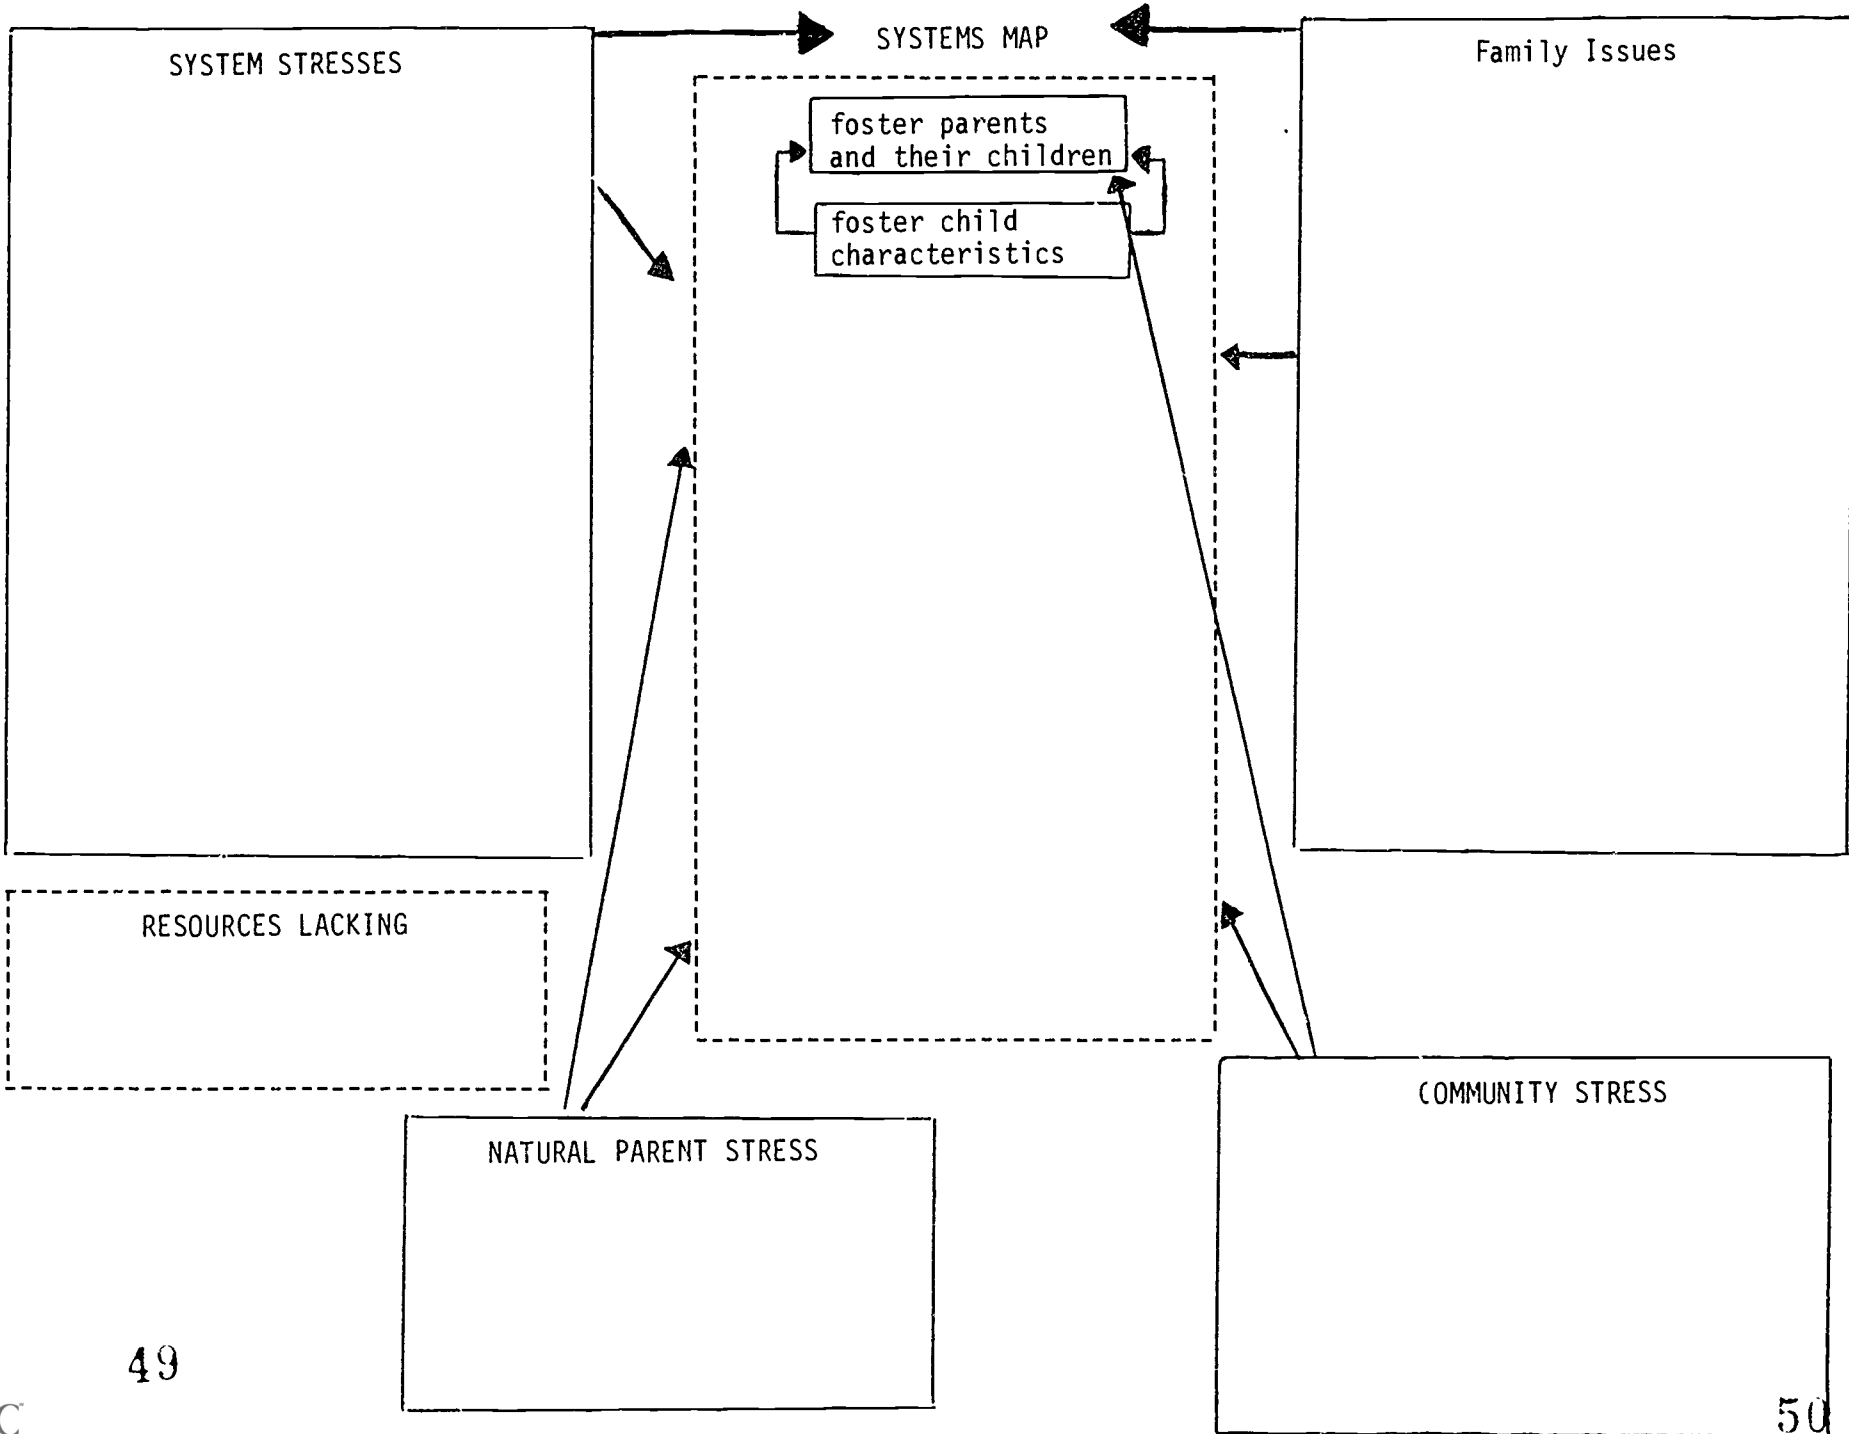 SYSTEMS MAP
SYSTEM STRESSES
Family Issues
foster parents
and their children
foster child
characteristics
RESOURCES LACKING
COMMUNITY STRESS
NATURAL PARENT STRESS
49
50
C